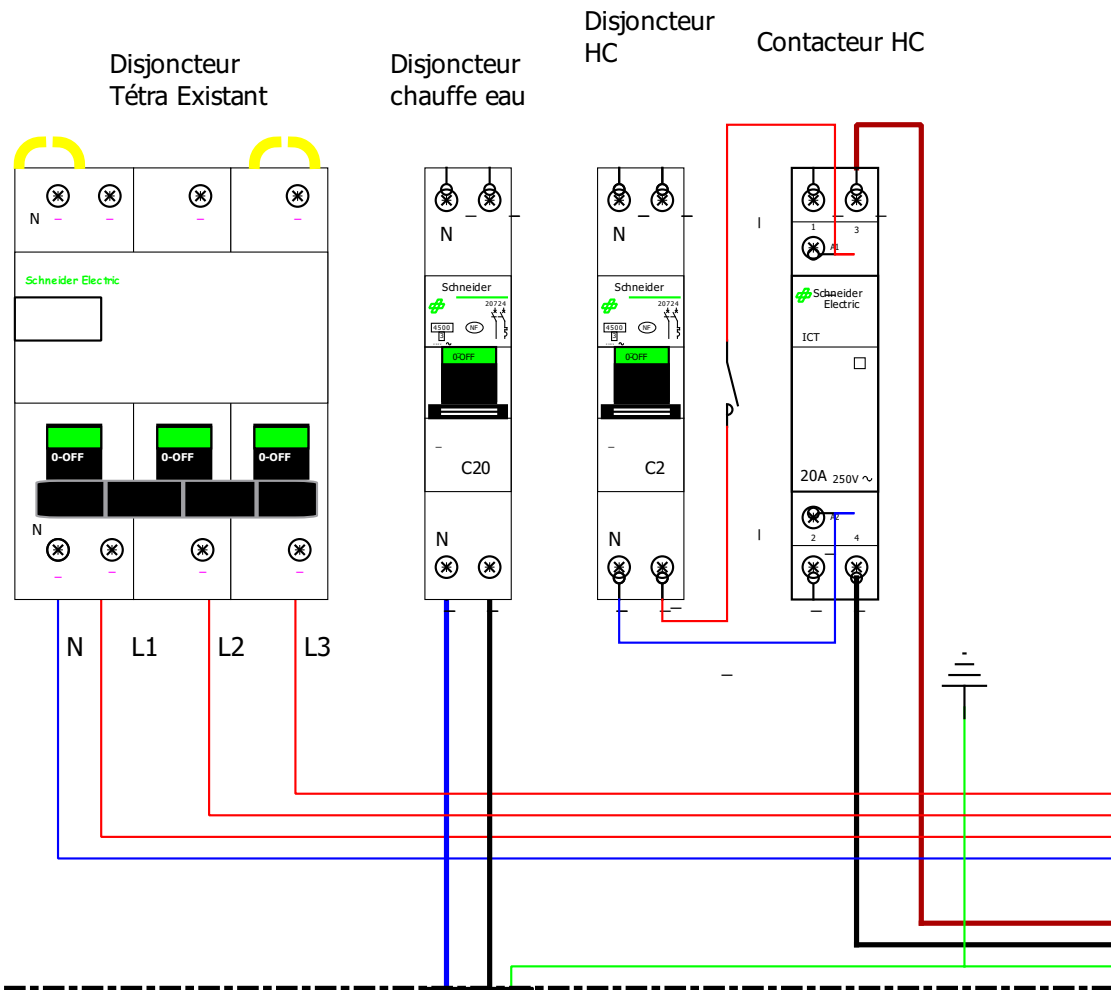 Disjoncteur
Tétra Existant
Disjoncteur
chauffe eau
Disjoncteur
HC
Contacteur HC
N
N
N
1
3
A1
Schneider Electric
Schneider
20724
4500
3
NF
0-OFF
Schneider
20724
4500
3
NF
0-OFF
Schneider
Electric
ICT
0-OFF
0-OFF
0-OFF
C20
C2
20A 250V ~
N
N
N
A2
2
4
N
L1
L2
L3